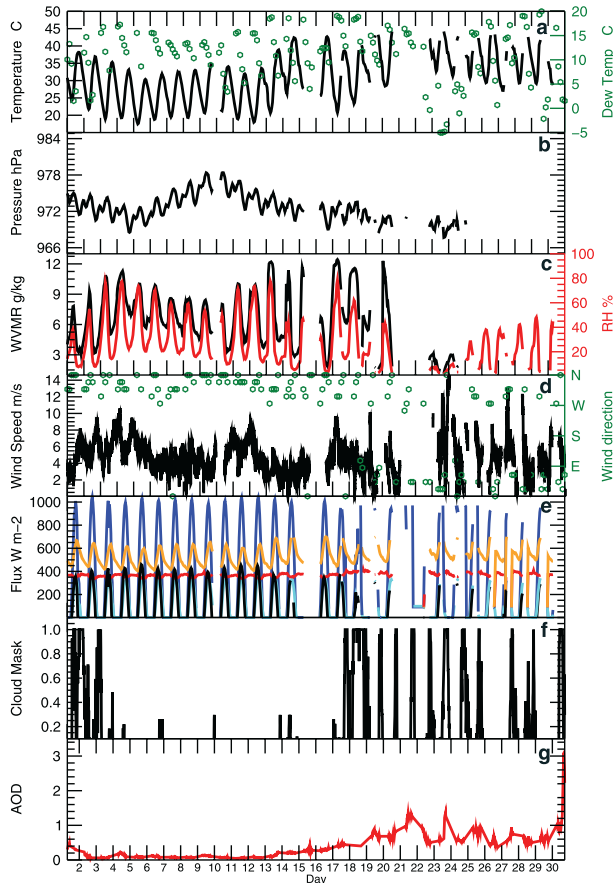 a
Temperature C
50
45
40
35
30
25
20
20
15
10
5
0
−5
Dew Temp C
b
Pressure hPa
984
978
972
966
c
WVMR g/kg
12
9
6
3
100
80
60
40
20
RH %
d
Wind Speed m/s
14
12
10
8
6
4
2
N
W
S
E
Wind direction
e
Flux W m−2
1000
800
600
400
200
f
Cloud Mask
1.0
0.8
0.6
0.4
0.2
g
AOD
3
2
1
0
2 3 4 5 6 7 8 9 10 11 12 13 14 15 16 17 18 19 20 21 22 23 24 25 26 27 28 29 30
Day